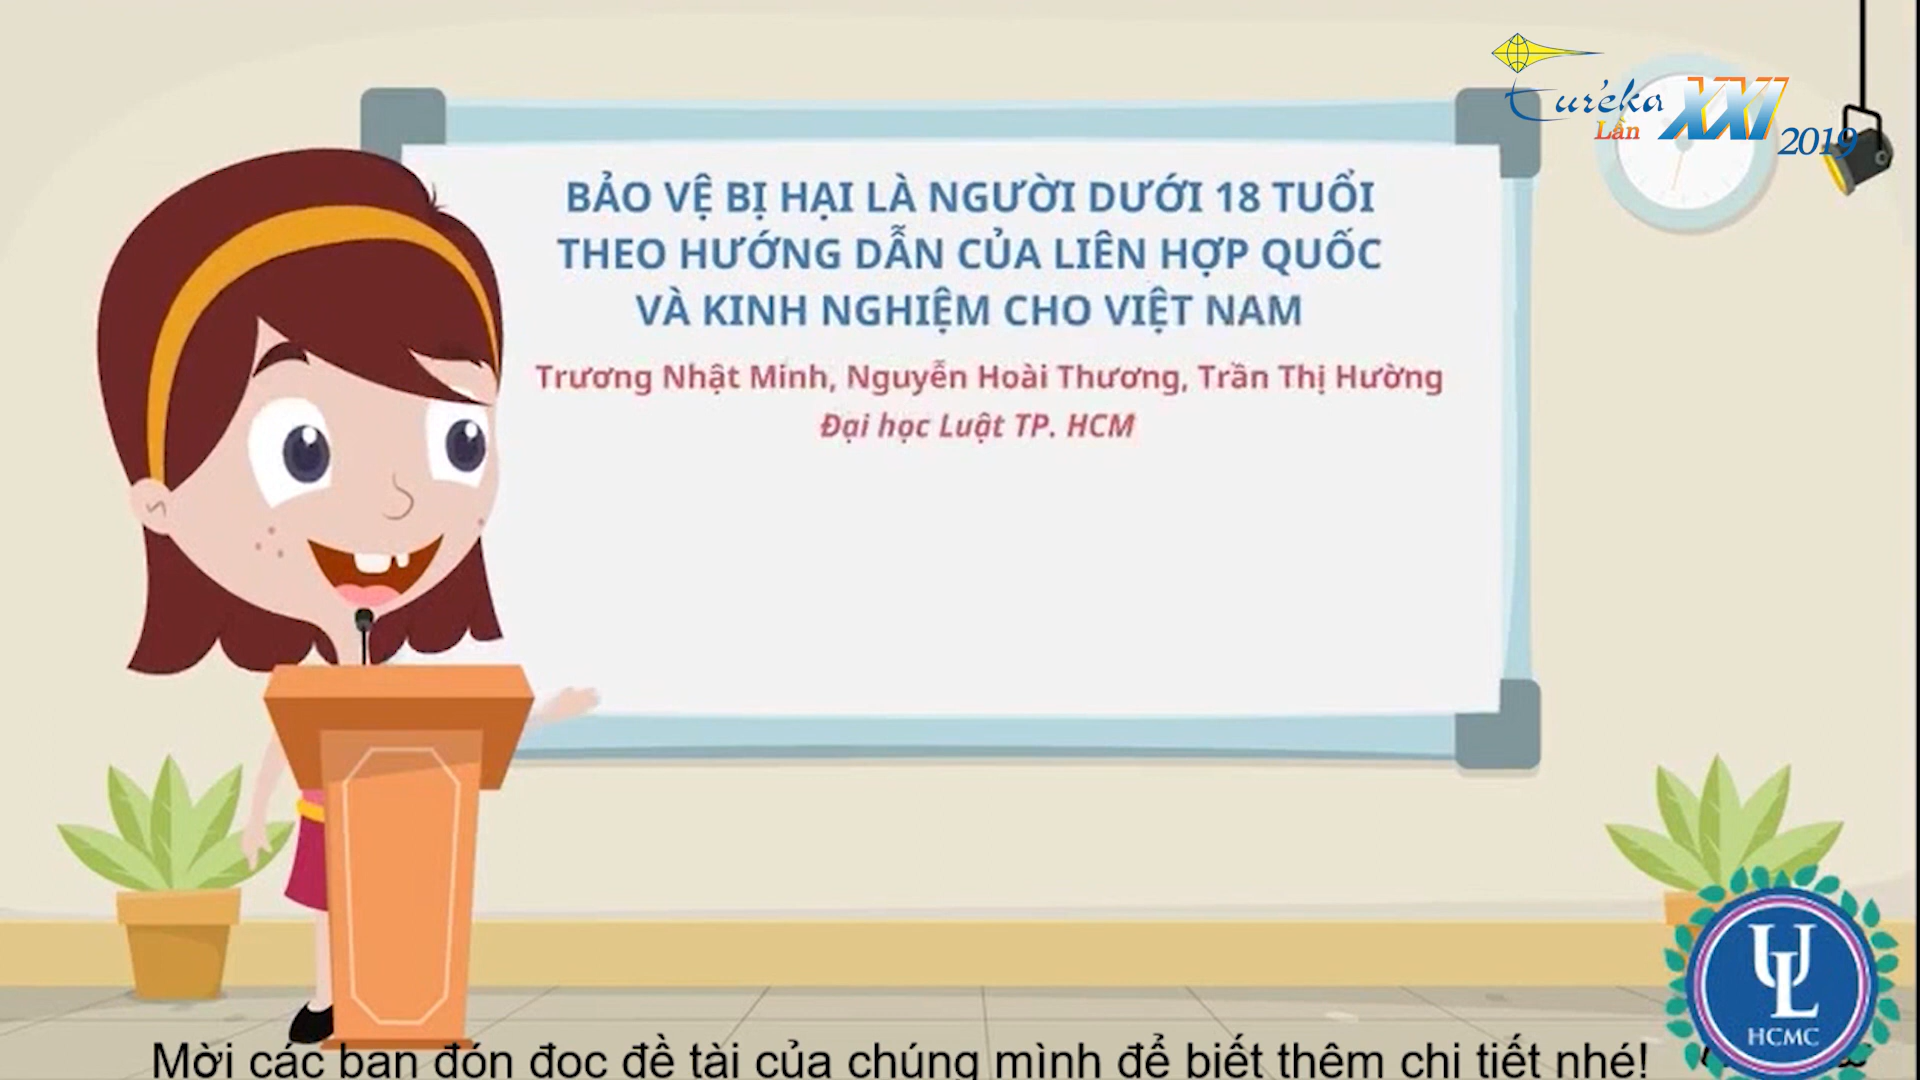 Eureka
Lần XXI 2019
BẢO VỆ BỊ HẠI LÀ NGƯỜI DƯỚI 18 TUỔI
THEO HƯỚNG DẪN CỦA LIÊN HỢP QUỐC
VÀ KINH NGHIỆM CHO VIỆT NAM
Trương Nhật Minh, Nguyễn Hoài Thương, Trần Thị Hường
Đại học Luật TP. HCM
UL
HCMC
Mời các bạn đón đọc đề tài của chúng mình để biết thêm chi tiết nhé!